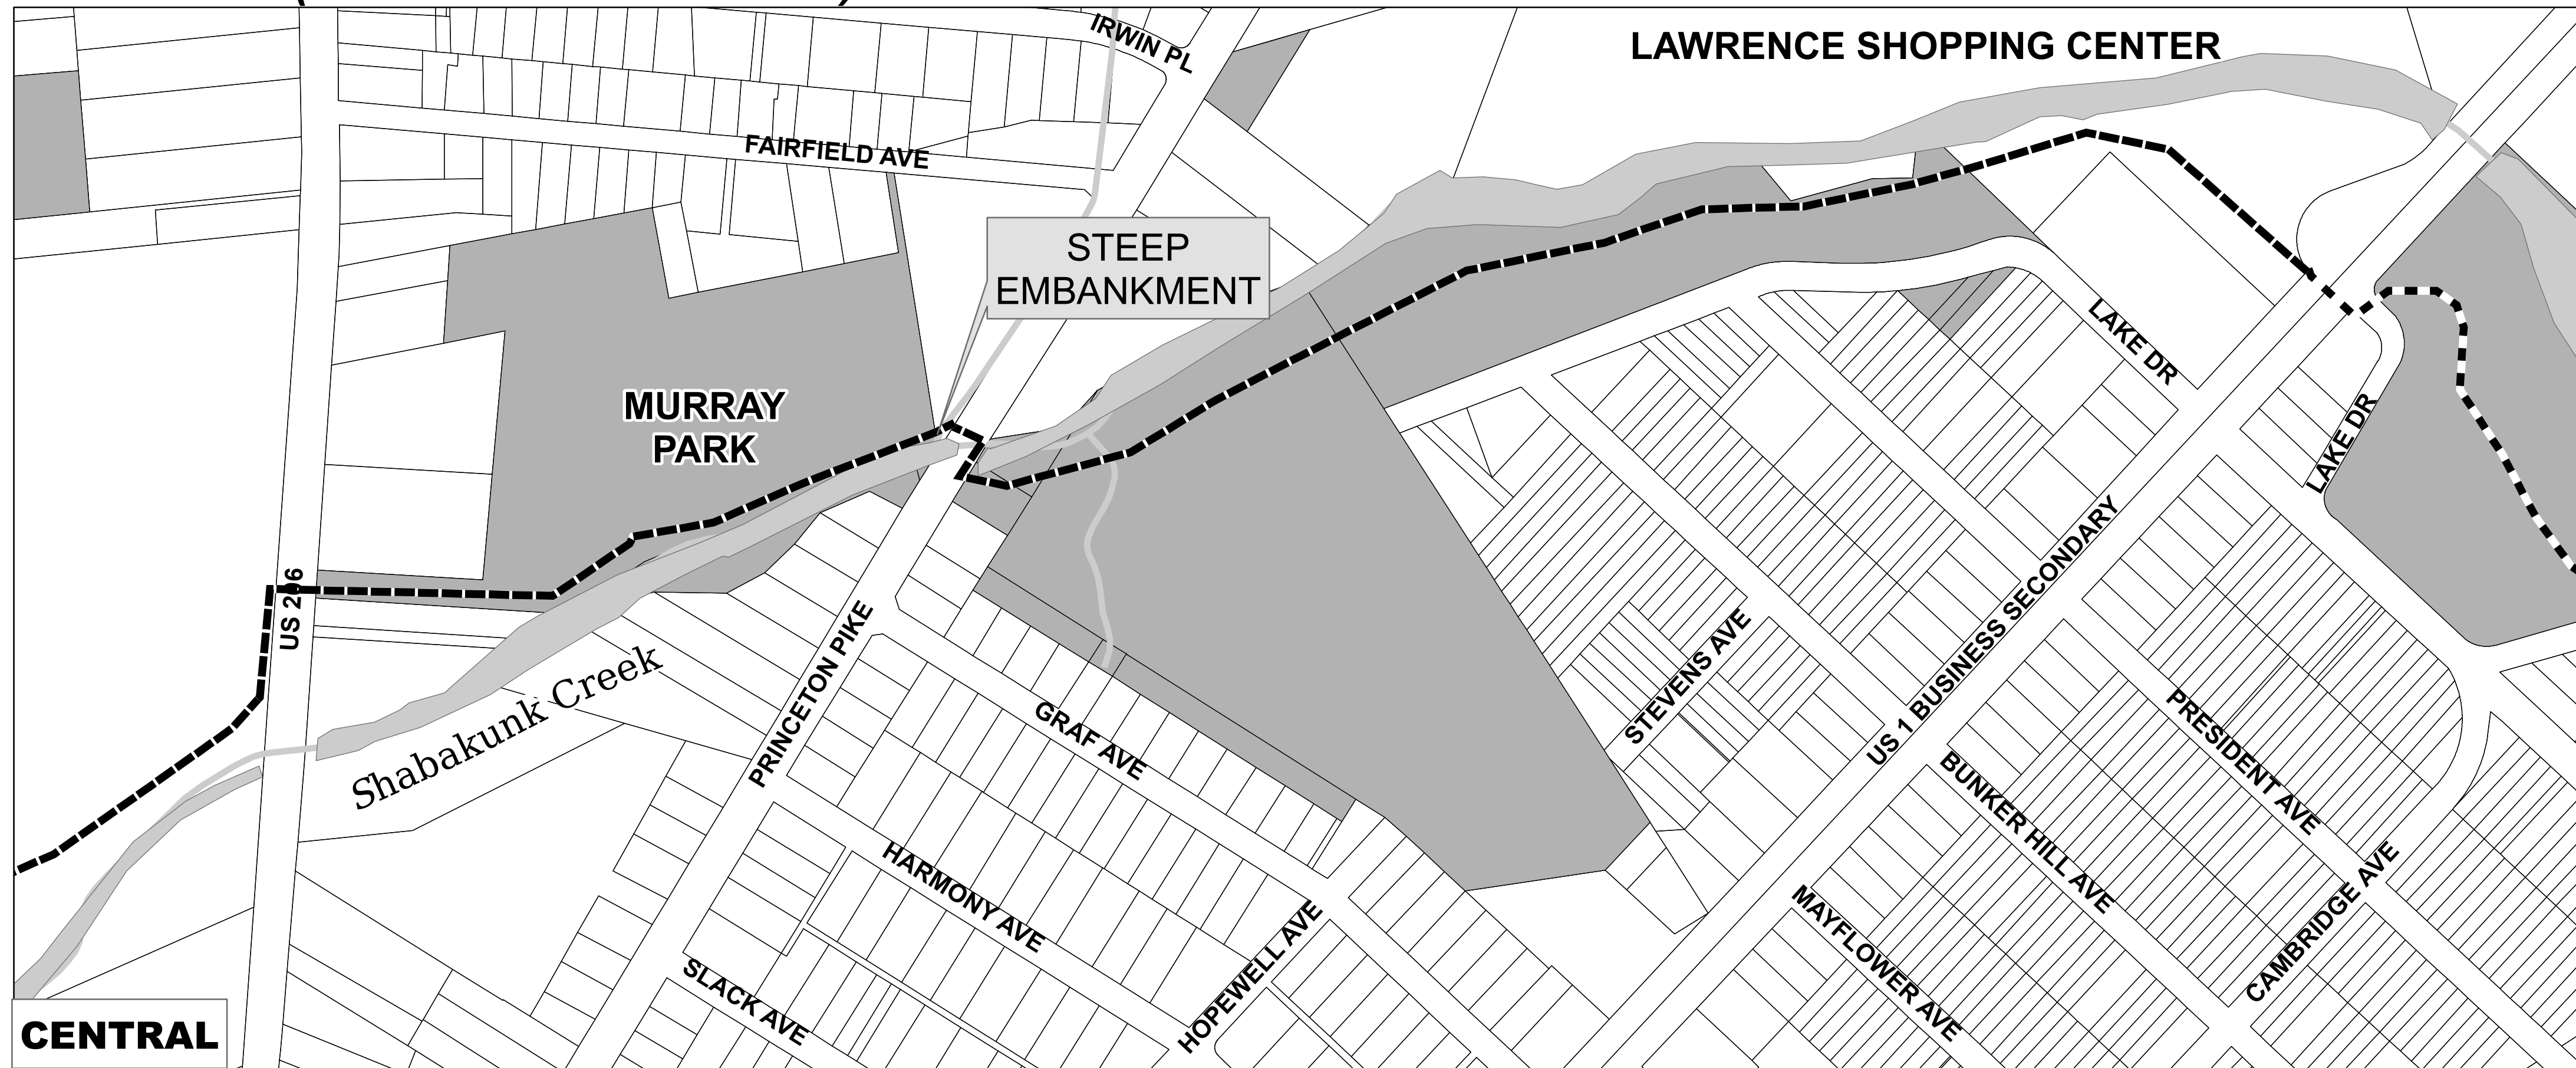 IRWIN PL
LAWRENCE SHOPPING CENTER
FAIRFIELD AVE
STEEP
EMBANKMENT
LAKE DR
MURRAY
PARK
LAKE DR
US 206
Shabakunk Creek
PRINCETON PIKE
GRAF AVE
STEVENS AVE
US 1 BUSINESS SECONDARY
PRESIDENT AVE
BUNKER HILL AVE
HARMONY AVE
MAYFLOWER AVE
CAMBRIDGE AVE
HOPEWELL AVE
SLACK AVE
CENTRAL